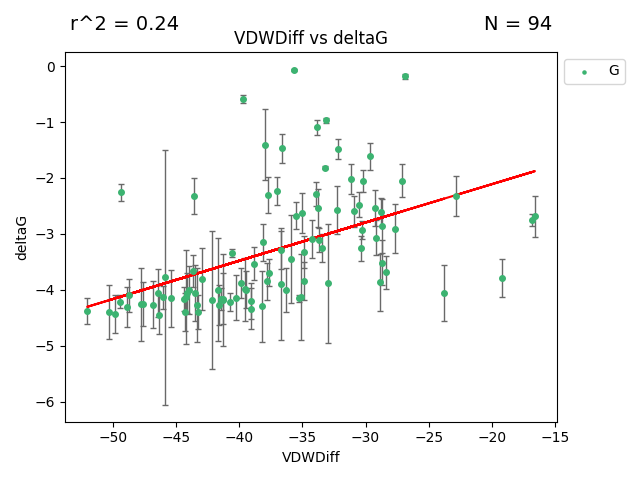 r^2 = 0.24
N = 94
VDWDiff vs deltaG
G
0
−1
−2
−3
−4
−5
−6
deltaG
−50
−45
−40
−35
−30
−25
−20
−15
VDWDiff